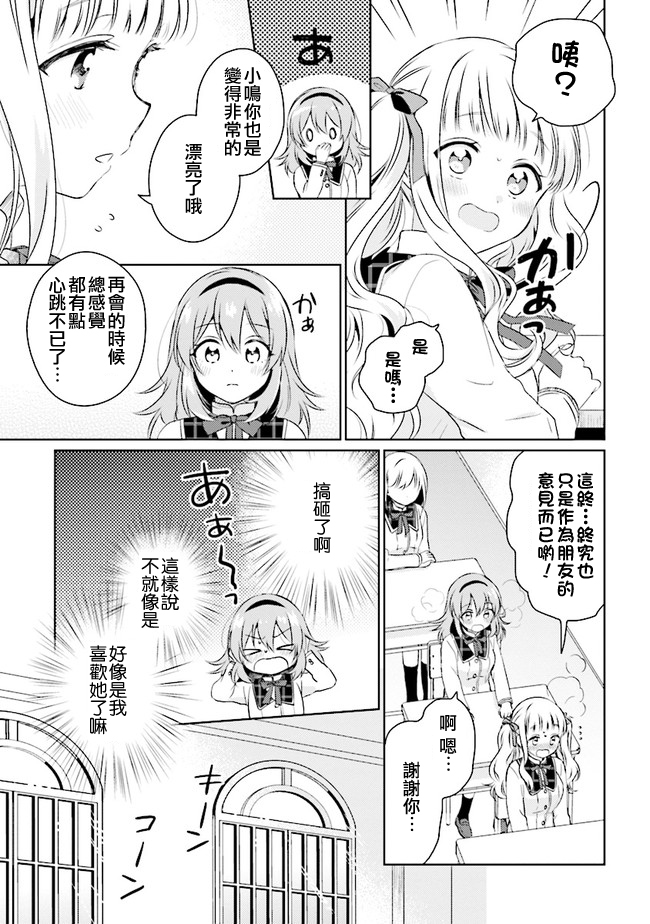 咦？
かあっ
是
是嗎…
あ
小鳴你也是
變得非常的
漂亮了哦
再會的時候
總感覺
都有點
心跳不已了…
かぁ
這終…終究也
只是作為朋友的
意見而已喲！
啊嗯…
謝謝你…
搞砸了啊
あぁ～っ
這樣說
不就像是
好像是我
喜歡她了嘛
キーン
コーン